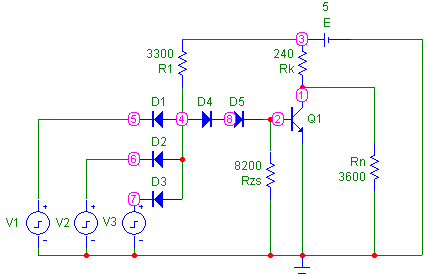 5
E
3
3300
R1
240
Rk
1
D1
D4
D5
5
4
8
2
Q1
D2
6
D3
7
8200
Rzs
Rn
3600
V1
V2
V3
+
+
+
-
-
-